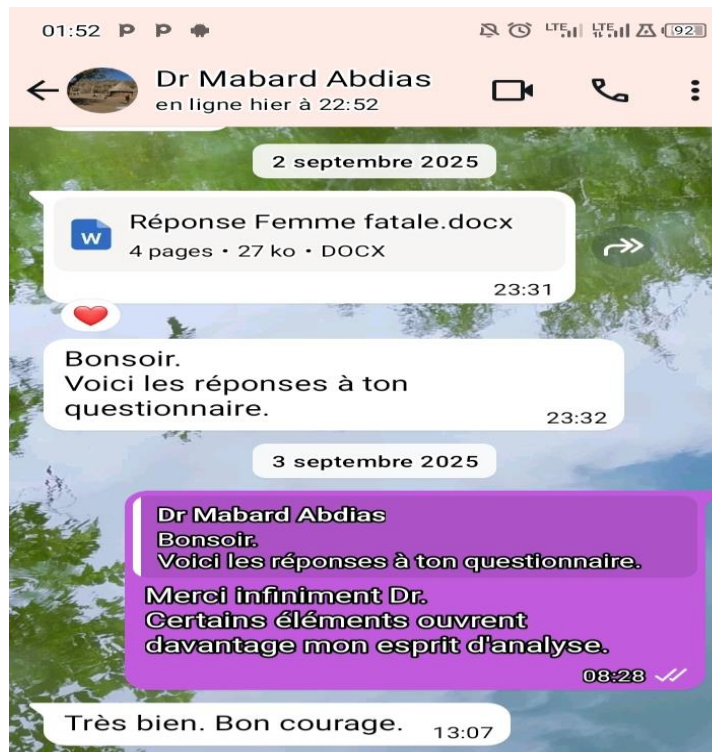 01:52 P P LTE LTE 92
Dr Mabard Abdias
en ligne hier à 22:52
2 septembre 2025
W
Réponse Femme fatale.docx
4 pages • 27 ko • DOCX
23:31
Bonsoir.
Voici les réponses à ton
questionnaire.
23:32
3 septembre 2025
Dr Mabard Abdias
Bonsoir.
Voici les réponses à ton questionnaire.
Merci infiniment Dr.
Certains éléments ouvrent
davantage mon esprit d'analyse.
08:28
Très bien. Bon courage. 13:07